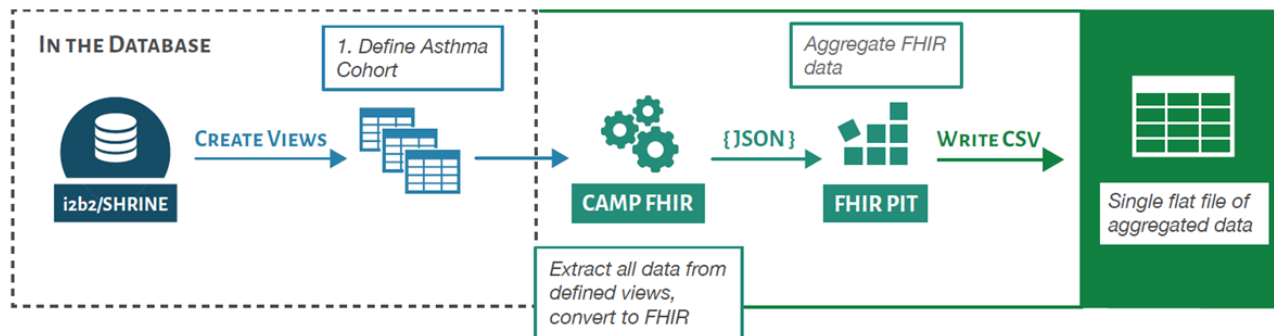 IN THE DATABASE
1. Define Asthma
Cohort
CREATE VIEWS
i2b2/SHRINE
CAMP FHIR
Extract all data from
defined views,
convert to FHIR
{ JSON }
Aggregate FHIR
data
FHIR PIT
WRITE CSV
Single flat file of
aggregated data